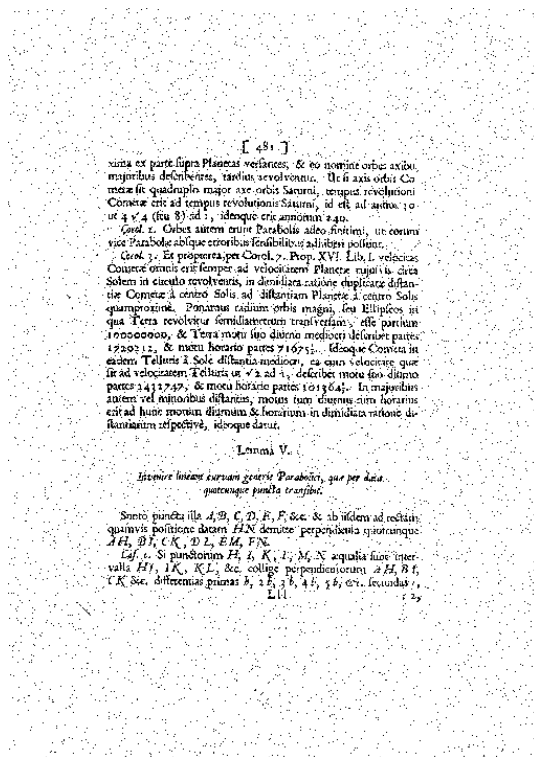 [ 481 ]
xima ex parte supra Planetas versantes, & eo nomine orbes axibus
majoribus describentes, tardius revolventur. Ut si axis orbis Co
metæ sit quadruplo major axe orbis Saturni, tempus revolutionis
Cometæ erit ad tempus revolutionis Saturni, id est ad annos 30
ut 4 √ 4 (seu 8) ad 1, ideoque erit annorum 240.
Corol. 2. Orbes autem erunt Parabolis adeo finitimi, ut eorum
vice Parabolæ absque erroribus sensibilibus adhiberi possunt.
Corol. 3. Et propterea, per Corol. 7. Prop. XVI. Lib. I. velocitas
Cometæ omnis erit semper ad velocitatem Planetæ cujusvis circa
Solem in circulo revolventis, in dimidiata ratione duplicatæ distan-
tiæ Cometæ à centro Solis ad distantiam Planetæ à centro Solis
quamproxime. Ponamus radium orbis magni, seu Ellipseos in
qua Terra revolvitur semidiametrum transversam, esse partium
100000000, & Terra motu suo diurno mediocri describet partes
1720212, & motu horario partes 71675½. Ideoque Cometa in
eadem Telluris à Sole distantia mediocri, ea cum velocitate quæ
sit ad velocitatem Telluris ut √ 2 ad 1, describet motu suo diurno
partes 2432747, & motu horario partes 101364½. In majoribus
autem vel minoribus distantiis, motus tum diurnus tum horarius
erit ad hunc motum diurnum & horarium in dimidiata ratione di-
stantiarum respectivè, ideoque datur.
Lemma V.
Invenire lineam curvam generis Parabolici, quæ per data
quotcunque puncta transibit.
Sunto puncta illa A, B, C, D, E, F, &c. & ab iisdem ad rectam
quamvis positione datam HN demitte perpendicula quotcunque
AH, BI, CK, DL, EM, FN.
Cas. 1. Si punctorum H, I, K, L, M, N æqualia sunt inter-
valla HI, IK, KL, &c. collige perpendiculorum AH, BI,
CK &c. differentias primas b, 2b, 3b, 4b, 5b, &c. secundas c,
Lll 2c,